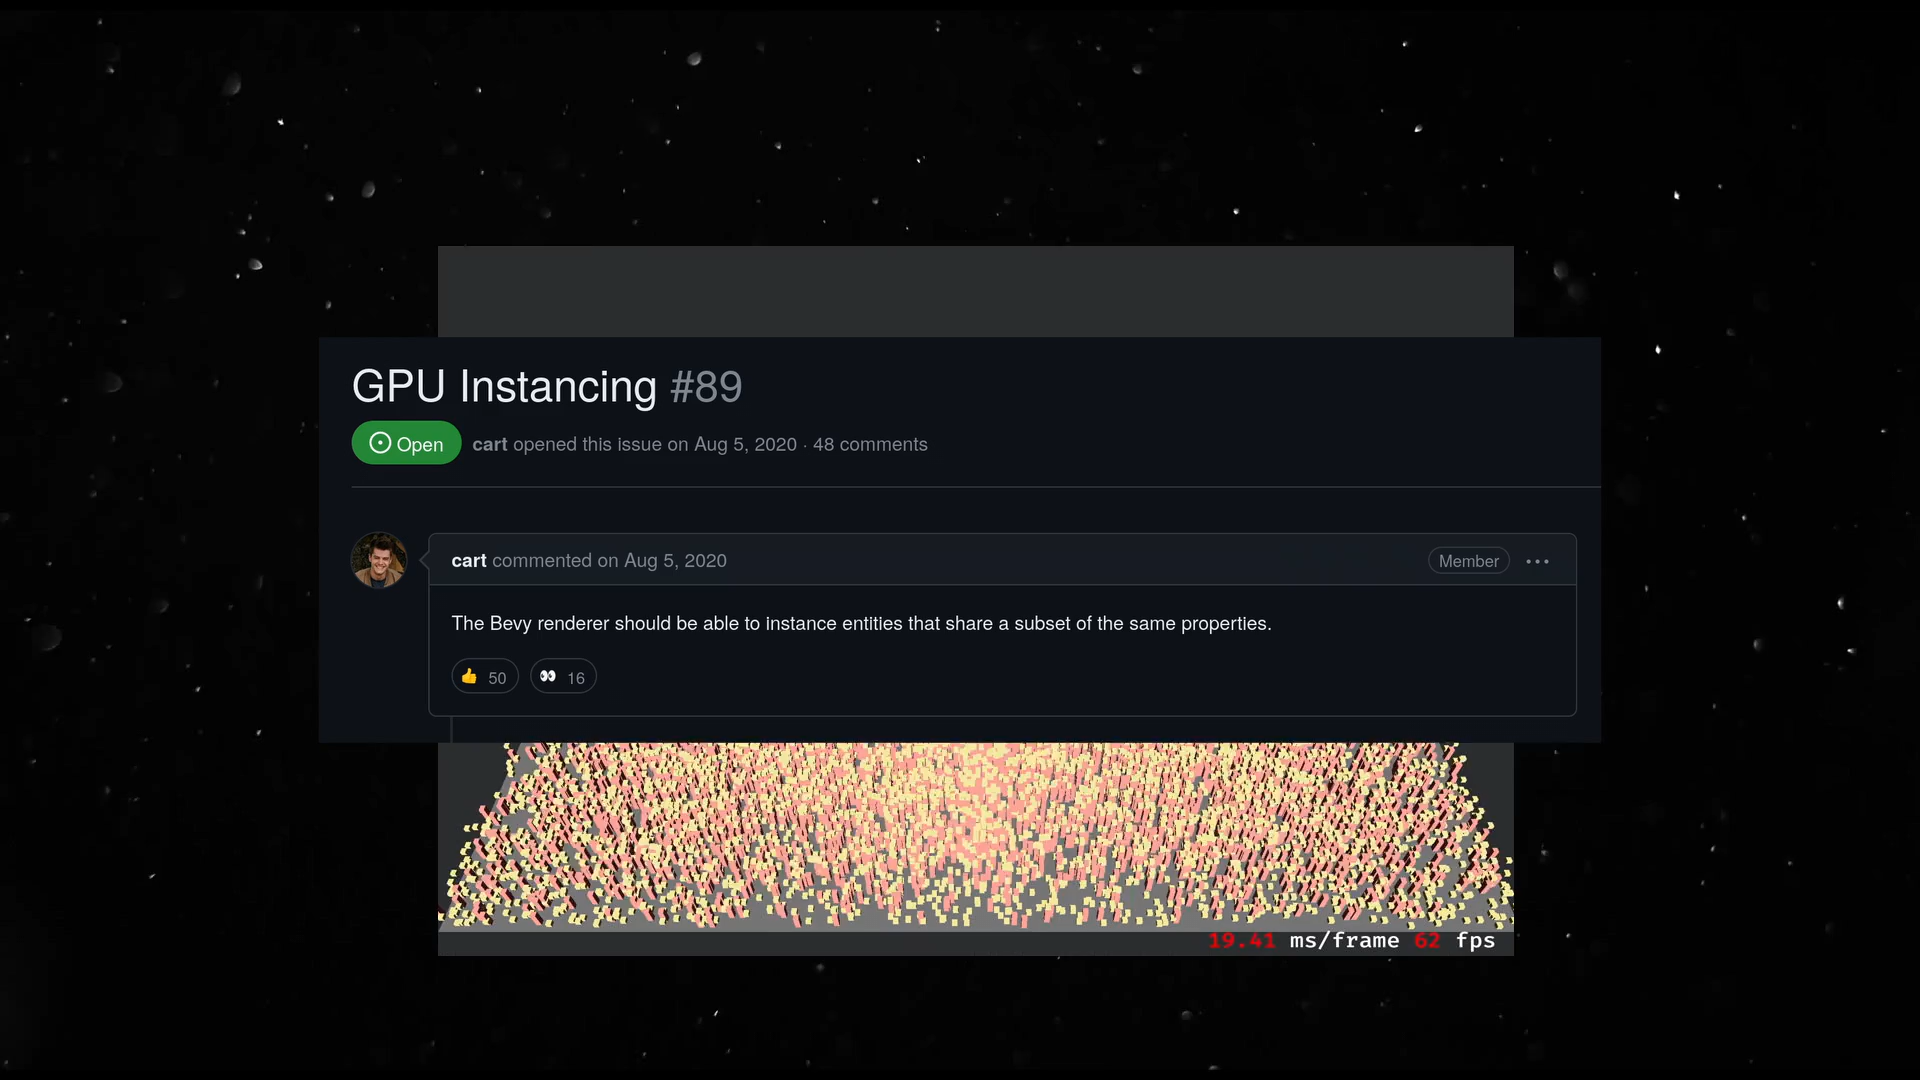 GPU Instancing #89
Open cart opened this issue on Aug 5, 2020 · 48 comments
cart commented on Aug 5, 2020 Member
The Bevy renderer should be able to instance entities that share a subset of the same properties.
👍 50 👀 16
19.41 ms/frame 62 fps